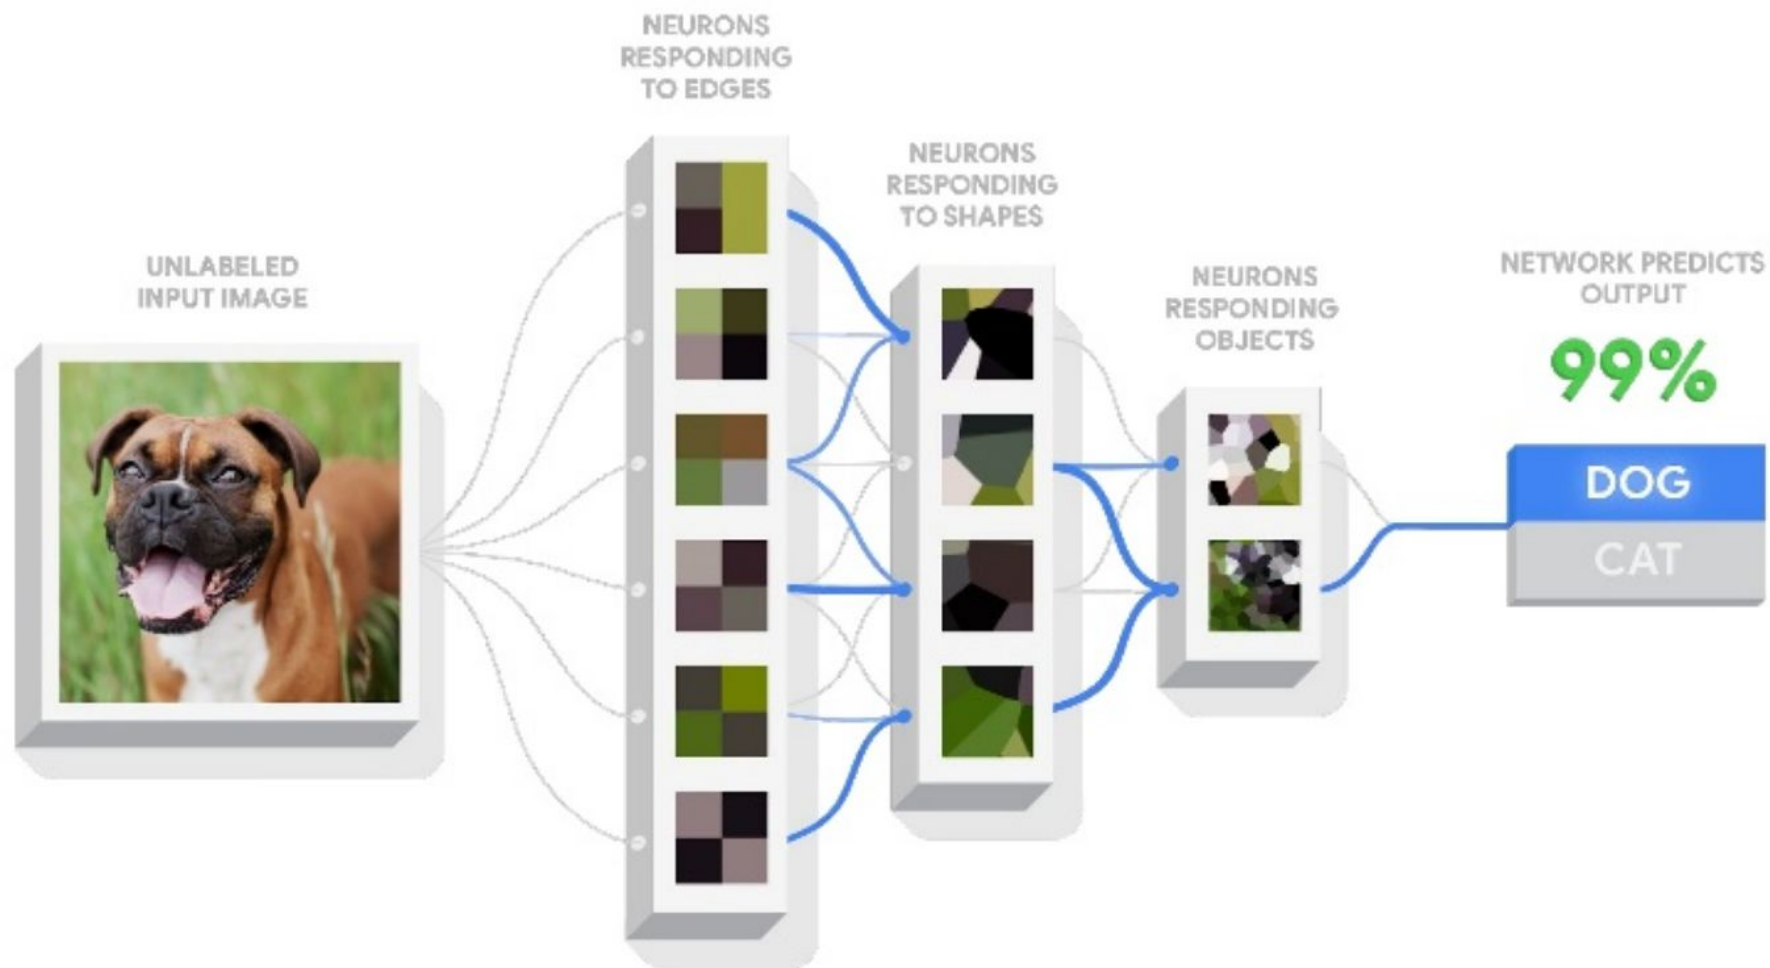 NEURONS
RESPONDING
TO EDGES
NEURONS
RESPONDING
TO SHAPES
UNLABELED
INPUT IMAGE
NEURONS
RESPONDING
OBJECTS
NETWORK PREDICTS
OUTPUT
99%
DOG
CAT